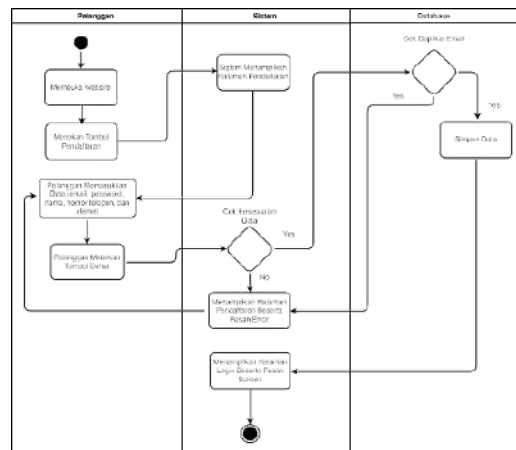 Pelanggan
Sistem
Database
Membuka Website
Menekan Tombol
Pendaftaran
Sistem Menampilkan
Halaman Pendaftaran
Cek Duplikat Email
Yes
Yes
Simpan Data
Pelanggan Memasukkan
Data (email, password,
nama, nomor telepon, dan
alamat
Pelanggan Menekan
Tombol Daftar
Cek Kesesuaian
Data
Yes
No
Menampilkan Halaman
Pendaftaran Beserta
Pesan Error
Menampilkan Halaman
Login Beserta Pesan
Sukses